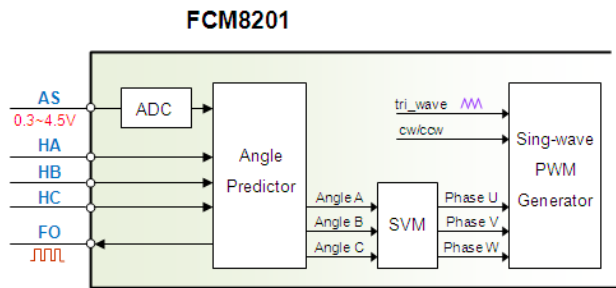 FCM8201
AS
0.3~4.5V
HA
HB
HC
FO
ADC
Angle
Predictor
Angle A
Angle B
Angle C
SVM
tri_wave
cw/ccw
Phase U
Phase V
Phase W
Sing-wave
PWM
Generator